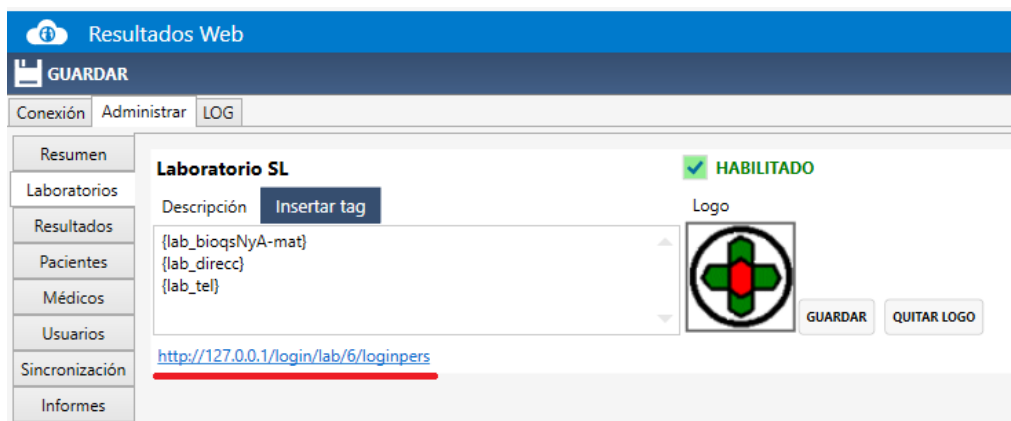 Resultados Web
GUARDAR
Conexión Administrar LOG
Resumen
Laboratorios
Resultados
Pacientes
Médicos
Usuarios
Sincronización
Informes
Laboratorio SL
HABILITADO
Descripción Insertar tag
Logo
{lab_bioqsNyA-mat}
{lab_direcc}
{lab_tel}
GUARDAR QUITAR LOGO
http://127.0.0.1/login/lab/6/loginpers